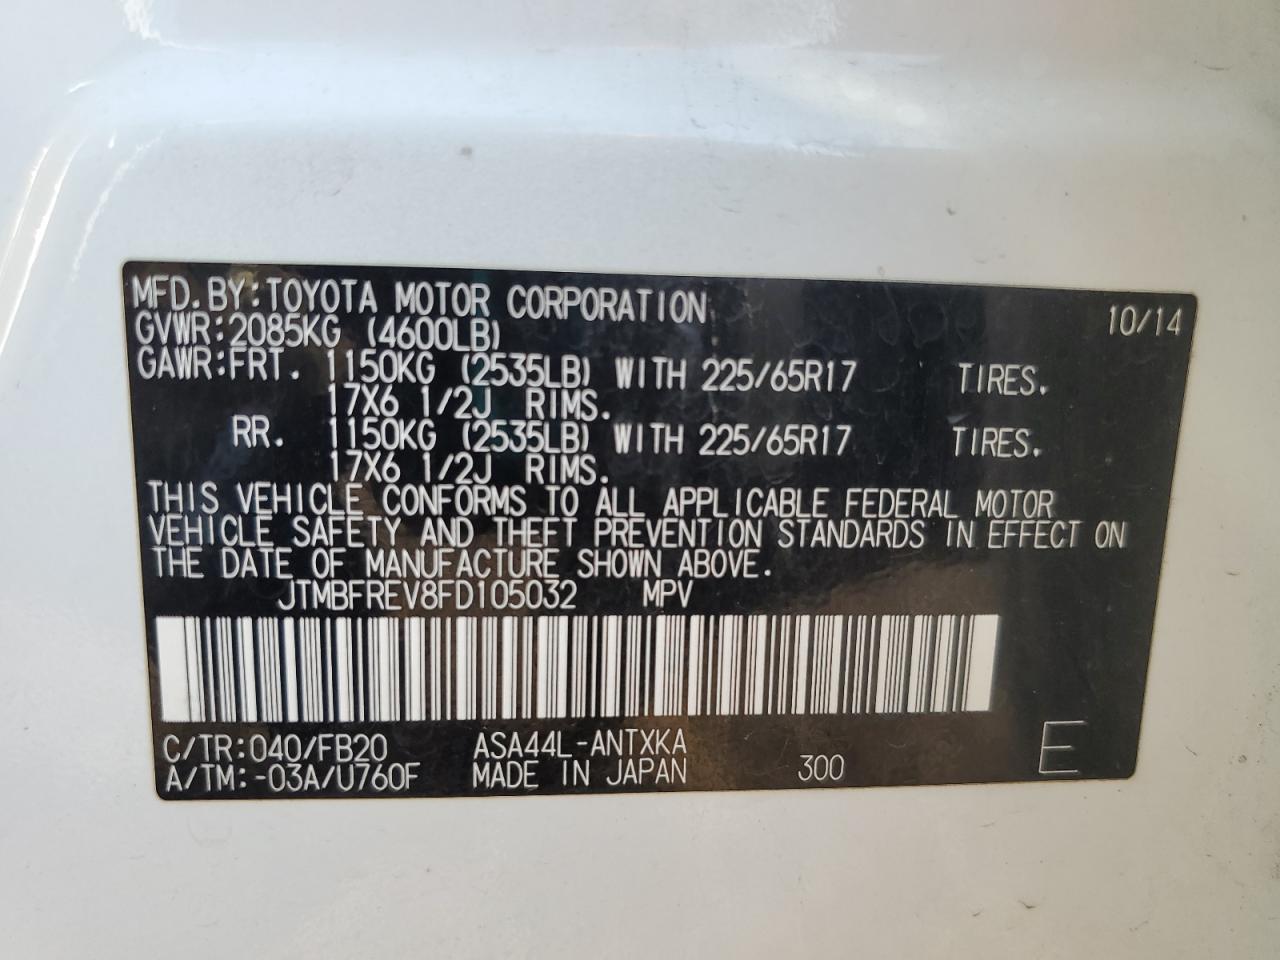 MFD.BY:TOYOTA MOTOR CORPORATION 10/14
GVWR:2085KG (4600LB)
GAWR:FRT. 1150KG (2535LB) WITH 225/65R17 TIRES.
17X6 1/2J RIMS.
RR. 1150KG (2535LB) WITH 225/65R17 TIRES.
17X6 1/2J RIMS.
THIS VEHICLE CONFORMS TO ALL APPLICABLE FEDERAL MOTOR
VEHICLE SAFETY AND THEFT PREVENTION STANDARDS IN EFFECT ON
THE DATE OF MANUFACTURE SHOWN ABOVE.
JTMBFREV8FD105032 MPV
C/TR:040/FB20 ASA44L-ANTXKA E
A/TM:-03A/U760F MADE IN JAPAN 300